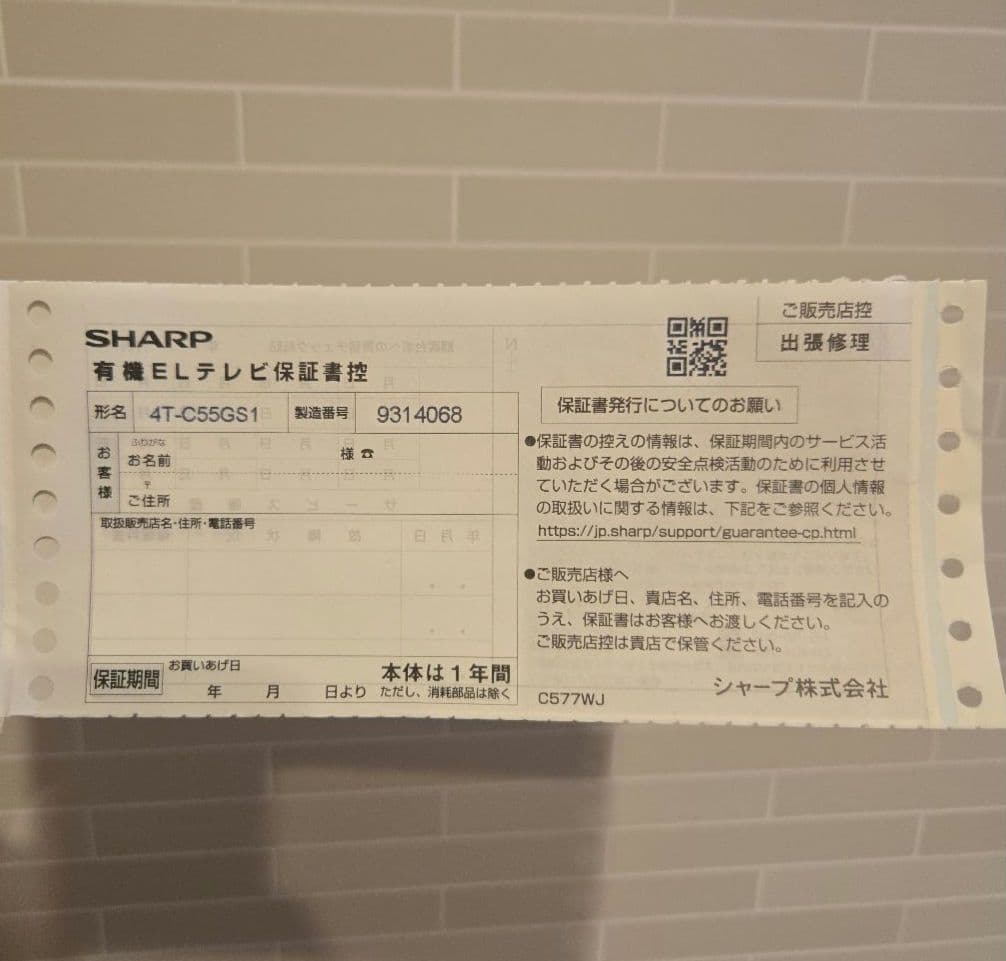 SHARP
有機ELテレビ保証書控
形名 4T-C55GS1 製造番号 9314068
お客様
ふりがな
お名前 様 ☎
〒
ご住所
取扱販売店名・住所・電話番号
保証期間
お買いあげ日
年 月 日より
本体は1年間
ただし、消耗部品は除く
ご販売店控
出張修理
保証書発行についてのお願い
●保証書の控えの情報は、保証期間内のサービス活
動およびその後の安全点検活動のために利用させ
ていただく場合がございます。保証書の個人情報
の取扱いに関する情報は、下記をご参照ください。
https://jp.sharp/support/guarantee-cp.html
●ご販売店様へ
お買いあげ日、貴店名、住所、電話番号を記入の
うえ、保証書はお客様へお渡しください。
ご販売店控は貴店で保管ください。
C577WJ
シャープ株式会社